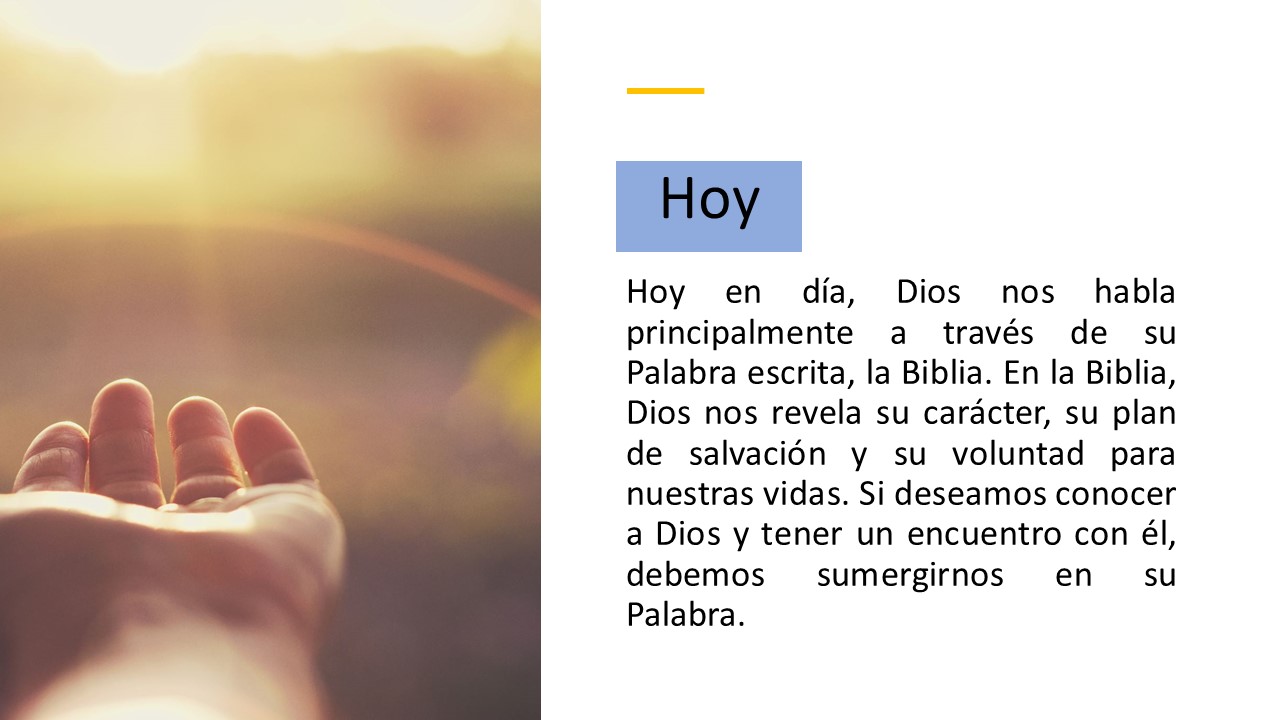 Hoy
Hoy en día, Dios nos habla
principalmente a través de su
Palabra escrita, la Biblia. En la Biblia,
Dios nos revela su carácter, su plan
de salvación y su voluntad para
nuestras vidas. Si deseamos conocer
a Dios y tener un encuentro con él,
debemos sumergirnos en su
Palabra.